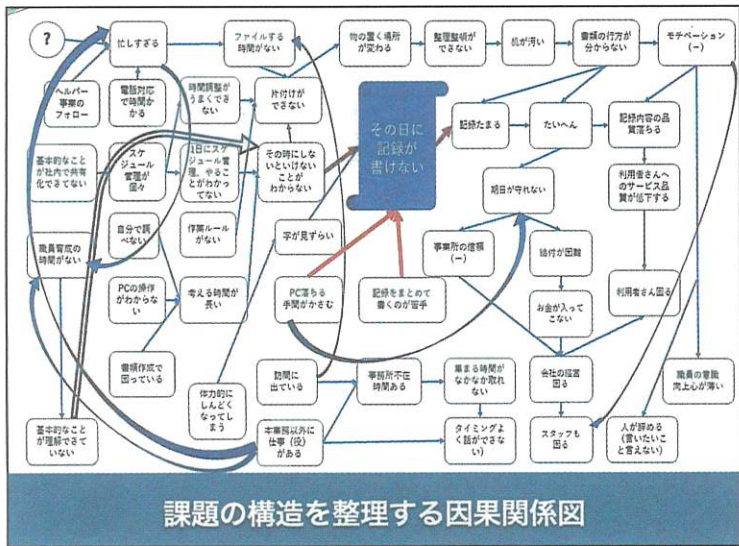 ?
忙しすぎる
ファイルする
時間がない
物の置く場所
が変わる
整理整頓が
できない
机が汚い
書類の行方が
分からない
モチベーション
(ー)
ヘルパー
事業の
フォロー
電話対応
で時間か
かる
時間調整が
うまくできな
い
片付けが
できない
その日に
記録が
書けない
記録たまる
たいへん
記録内容の品
質落ちる
基本的なこと
が社内で共有
化できてない
スケ
ジュール
管理が
個々
1日にスケ
ジュール管
理、やるこ
とがわかってない
その時にしな
いといけない
ことが
わからない
期日が守れない
利用者さんへ
のサービス品
質が低下する
職員育成の
時間がない
自分で調
べない
作業ルール
がない
字が見ずらい
事業所の信頼
(ー)
給付が困難
PCの操作
がわからな
い
考える時間が
長い
PC落ちる
手間がかさむ
記録をまとめて
書くのが苦手
お金が入って
こない
利用者さん困る
書類作成で
困っている
体力的に
しんどく
なってし
まう
訪問に
出ている
事務所不在
時間ある
集まる時間が
なかなか取れ
ない
会社の経営
困る
職員の意識
向上心が薄い
基本的なこと
が理解できて
いない
本業務以外に
仕事（役）
がある
タイミングよ
く話ができな
い）
スタッフも
困る
人が辞める
（言いたいこ
と言えない）
課題の構造を整理する因果関係図